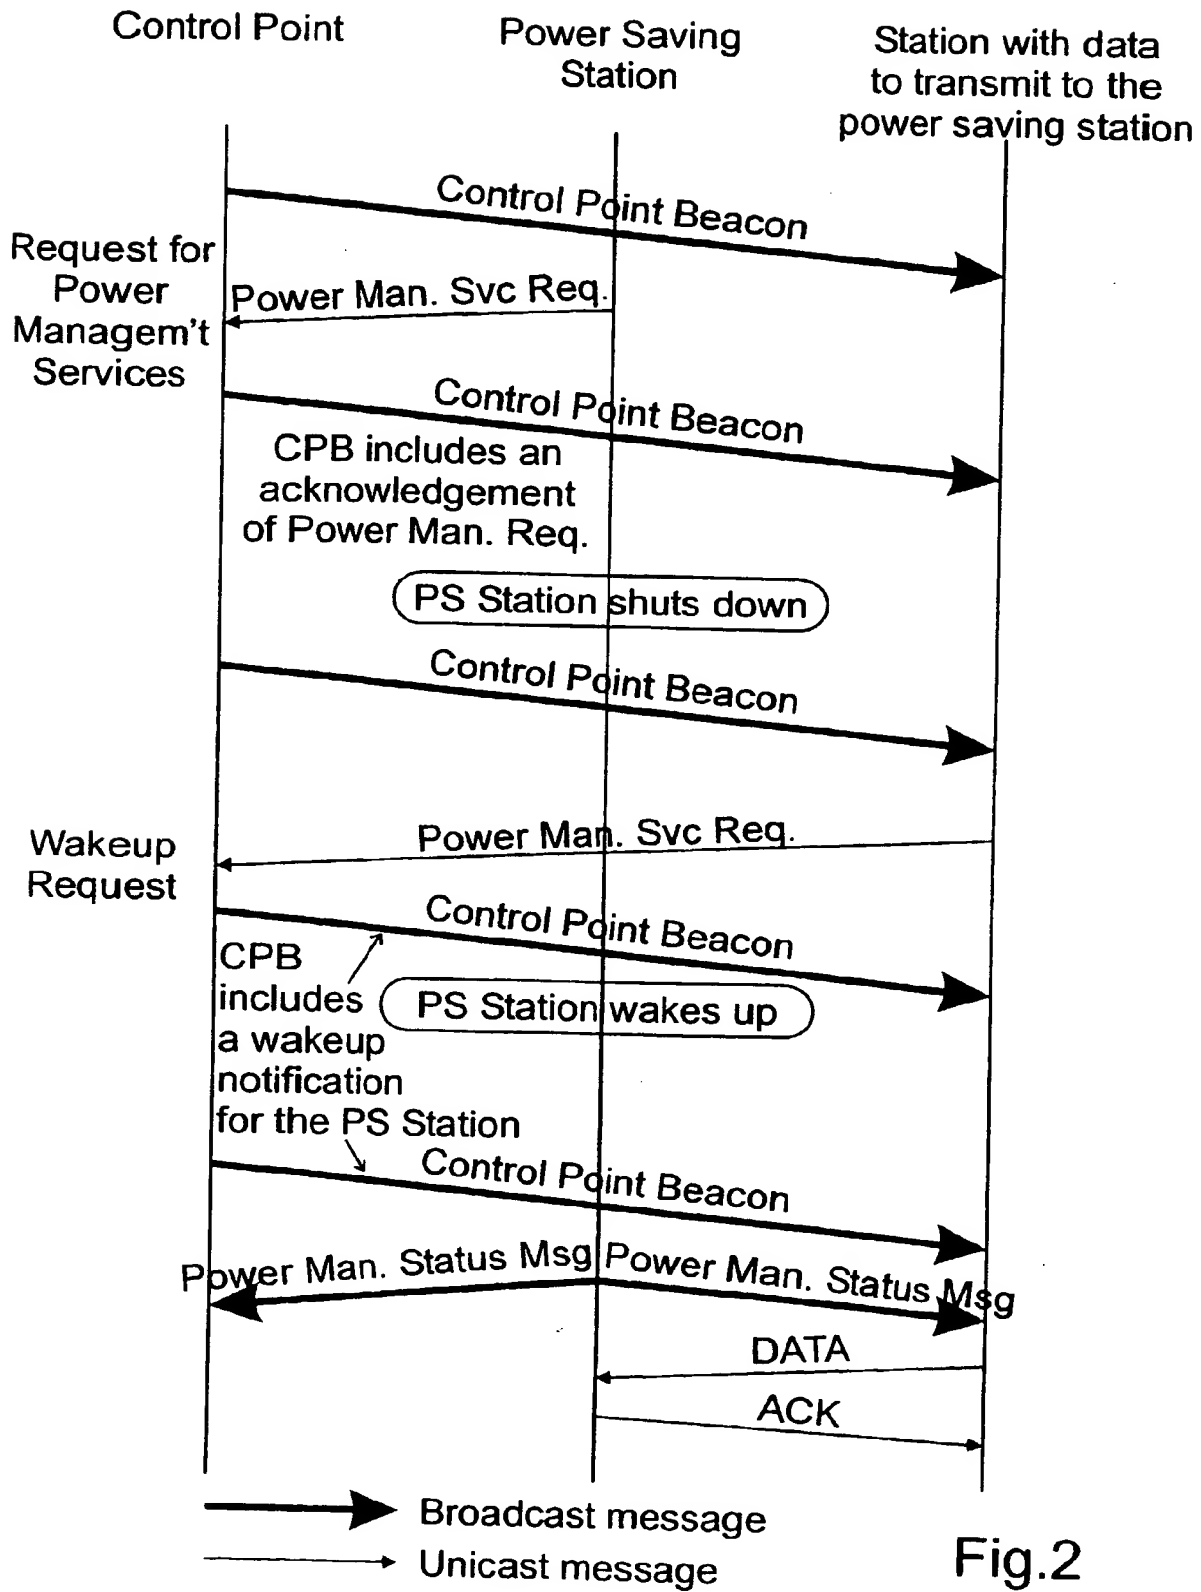 Control Point
Power Saving
Station
Station with data
to transmit to the
power saving station
Control Point Beacon
Request for
Power
Managem't
Services
Power Man. Svc Req.
Control Point Beacon
CPB includes an
acknowledgement
of Power Man. Req.
PS Station shuts down
Control Point Beacon
Wakeup
Request
Power Man. Svc Req.
Control Point Beacon
CPB
includes
a wakeup
notification
for the PS Station
PS Station wakes up
Control Point Beacon
Power Man. Status Msg
Power Man. Status Msg
DATA
ACK
Broadcast message
Unicast message
Fig.2